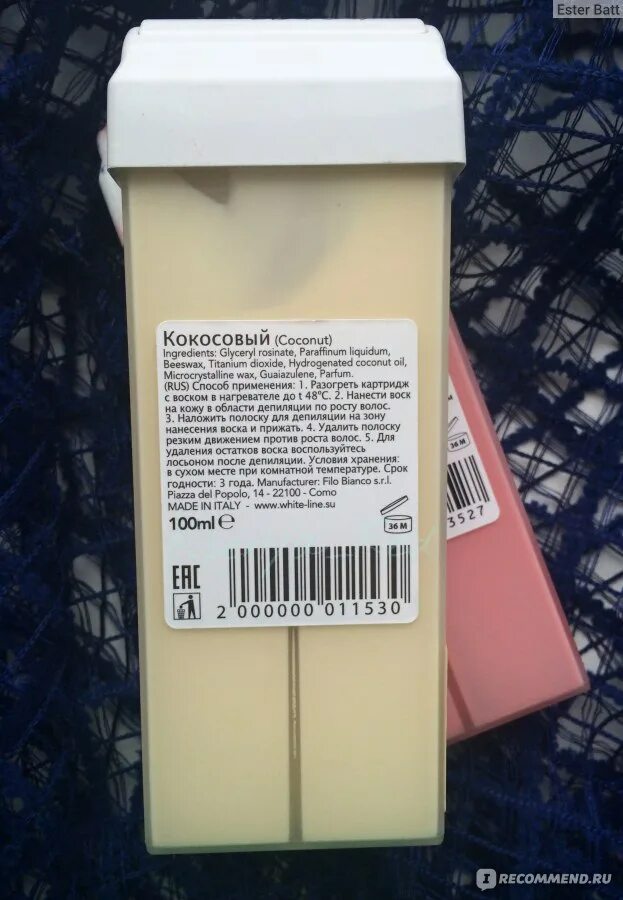 Ester Batt
Кокосовый (Coconut)
Ingredients: Glyceryl rosinate, Paraffinum liquidum,
Beeswax, Titanium dioxide, Hydrogenated coconut oil,
Microcrystalline wax, Guaiazulene, Parfum.
(RUS) Способ применения: 1. Разогреть картридж
с воском в нагревателе до t 48°C. 2. Нанести воск
на кожу в области депиляции по росту волос.
3. Наложить полоску для депиляции на зону
нанесения воска и прижать. 4. Удалить полоску
резким движением против роста волос. 5. Для
удаления остатков воска воспользуйтесь
лосьоном после депиляции. Условия хранения:
в сухом месте при комнатной температуре. Срок
годности: 3 года. Manufacturer: Filo Bianco s.r.l.
Piazza del Popolo, 14 - 22100 - Como
MADE IN ITALY - www.white-line.su
100ml ℮
36 M
EAC
2 000000 011530
36 M
3527
IRECOMMEND.RU